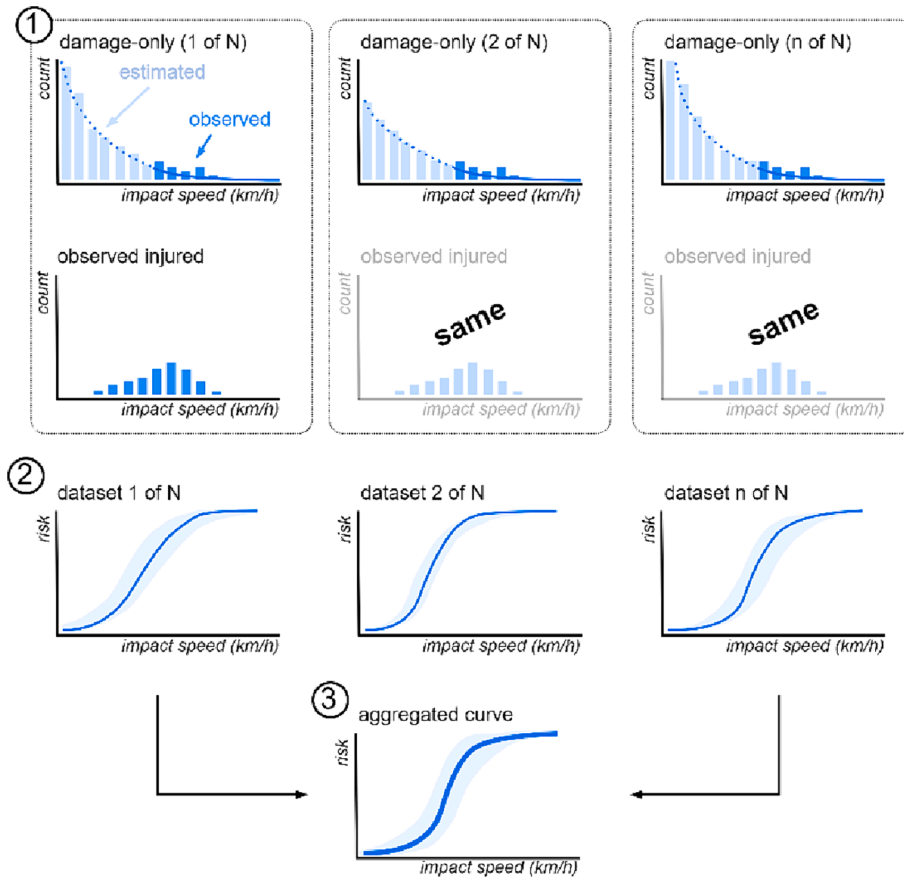 1
damage-only (1 of N)
count
estimated
observed
impact speed (km/h)
damage-only (2 of N)
count
impact speed (km/h)
damage-only (n of N)
count
impact speed (km/h)
observed injured
count
impact speed (km/h)
observed injured
count
same
impact speed (km/h)
observed injured
count
same
impact speed (km/h)
2
dataset 1 of N
risk
impact speed (km/h)
dataset 2 of N
risk
impact speed (km/h)
dataset n of N
risk
impact speed (km/h)
3
aggregated curve
risk
impact speed (km/h)